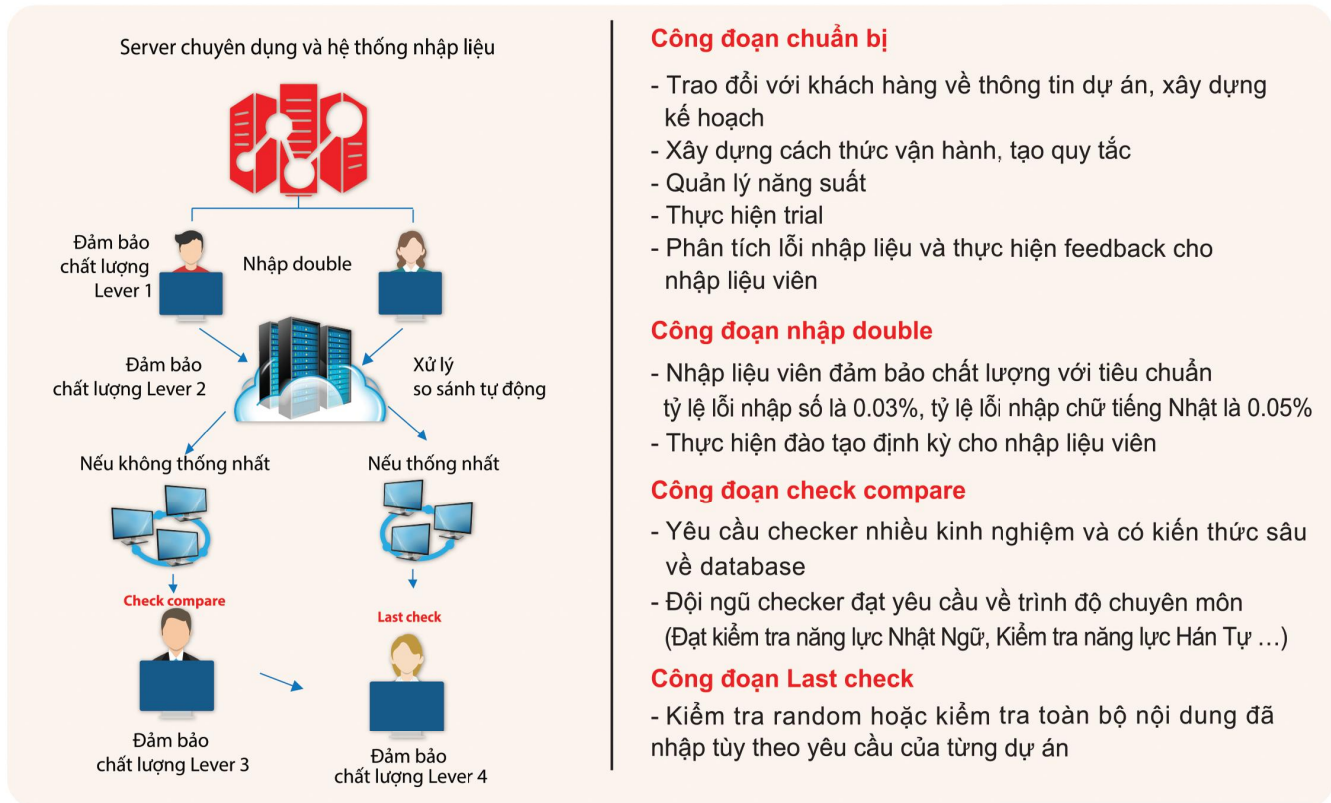 Server chuyên dụng và hệ thống nhập liệu
Đảm bảo
chất lượng
Lever 1
Nhập double
Đảm bảo
chất lượng Lever 2
Xử lý
so sánh tự động
Nếu không thống nhất
Nếu thống nhất
Check compare
Last check
Đảm bảo
chất lượng Lever 3
Đảm bảo
chất lượng Lever 4
Công đoạn chuẩn bị
- Trao đổi với khách hàng về thông tin dự án, xây dựng
kế hoạch
- Xây dựng cách thức vận hành, tạo quy tắc
- Quản lý năng suất
- Thực hiện trial
- Phân tích lỗi nhập liệu và thực hiện feedback cho
nhập liệu viên
Công đoạn nhập double
- Nhập liệu viên đảm bảo chất lượng với tiêu chuẩn
tỷ lệ lỗi nhập số là 0.03%, tỷ lệ lỗi nhập chữ tiếng Nhật là 0.05%
- Thực hiện đào tạo định kỳ cho nhập liệu viên
Công đoạn check compare
- Yêu cầu checker nhiều kinh nghiệm và có kiến thức sâu
về database
- Đội ngũ checker đạt yêu cầu về trình độ chuyên môn
(Đạt kiểm tra năng lực Nhật Ngữ, Kiểm tra năng lực Hán Tự ...)
Công đoạn Last check
- Kiểm tra random hoặc kiểm tra toàn bộ nội dung đã
nhập tùy theo yêu cầu của từng dự án